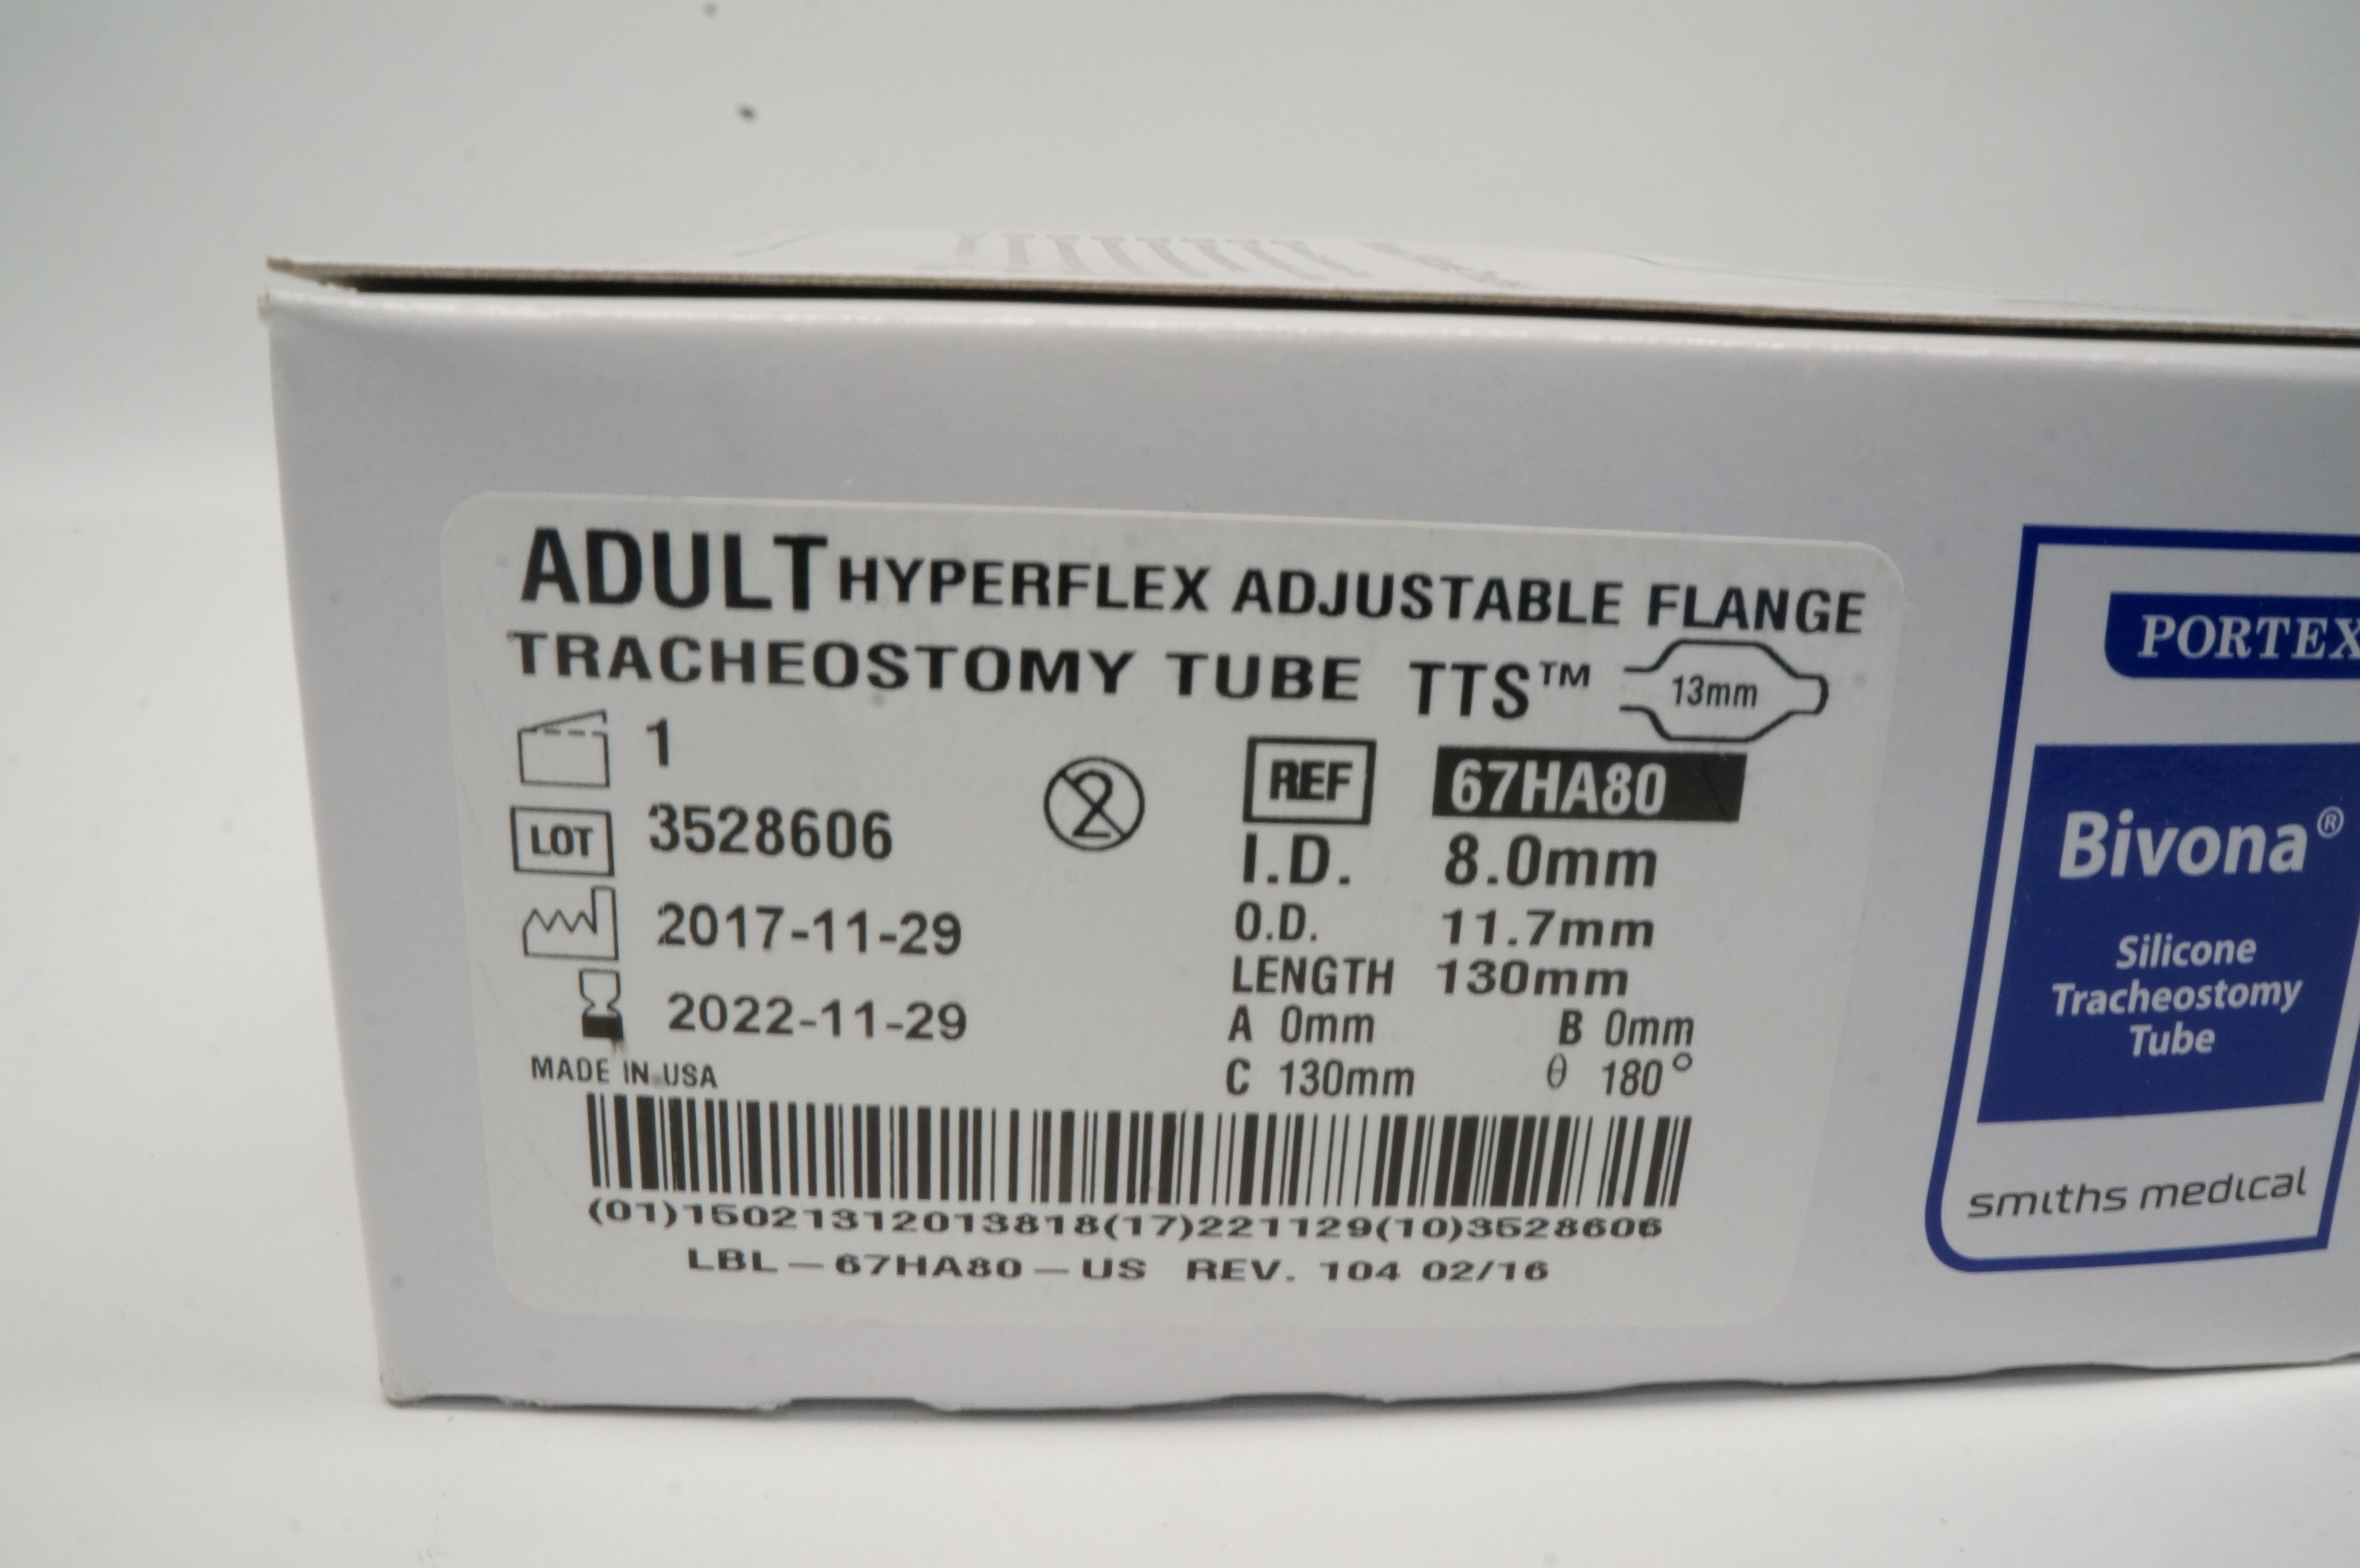 ADULT HYPERFLEX ADJUSTABLE FLANGE
TRACHEOSTOMY TUBE TTS™ 13mm
1
LOT 3528606
2017-11-29
2022-11-29
MADE IN USA
2
REF 67HA80
I.D. 8.0mm
O.D. 11.7mm
LENGTH 130mm
A 0mm B 0mm
C 130mm θ 180°
(01)15021312013818(17)221129(10)3528606
LBL-67HA80-US REV. 104 02/16
PORTEX
Bivona®
Silicone
Tracheostomy
Tube
smiths medical